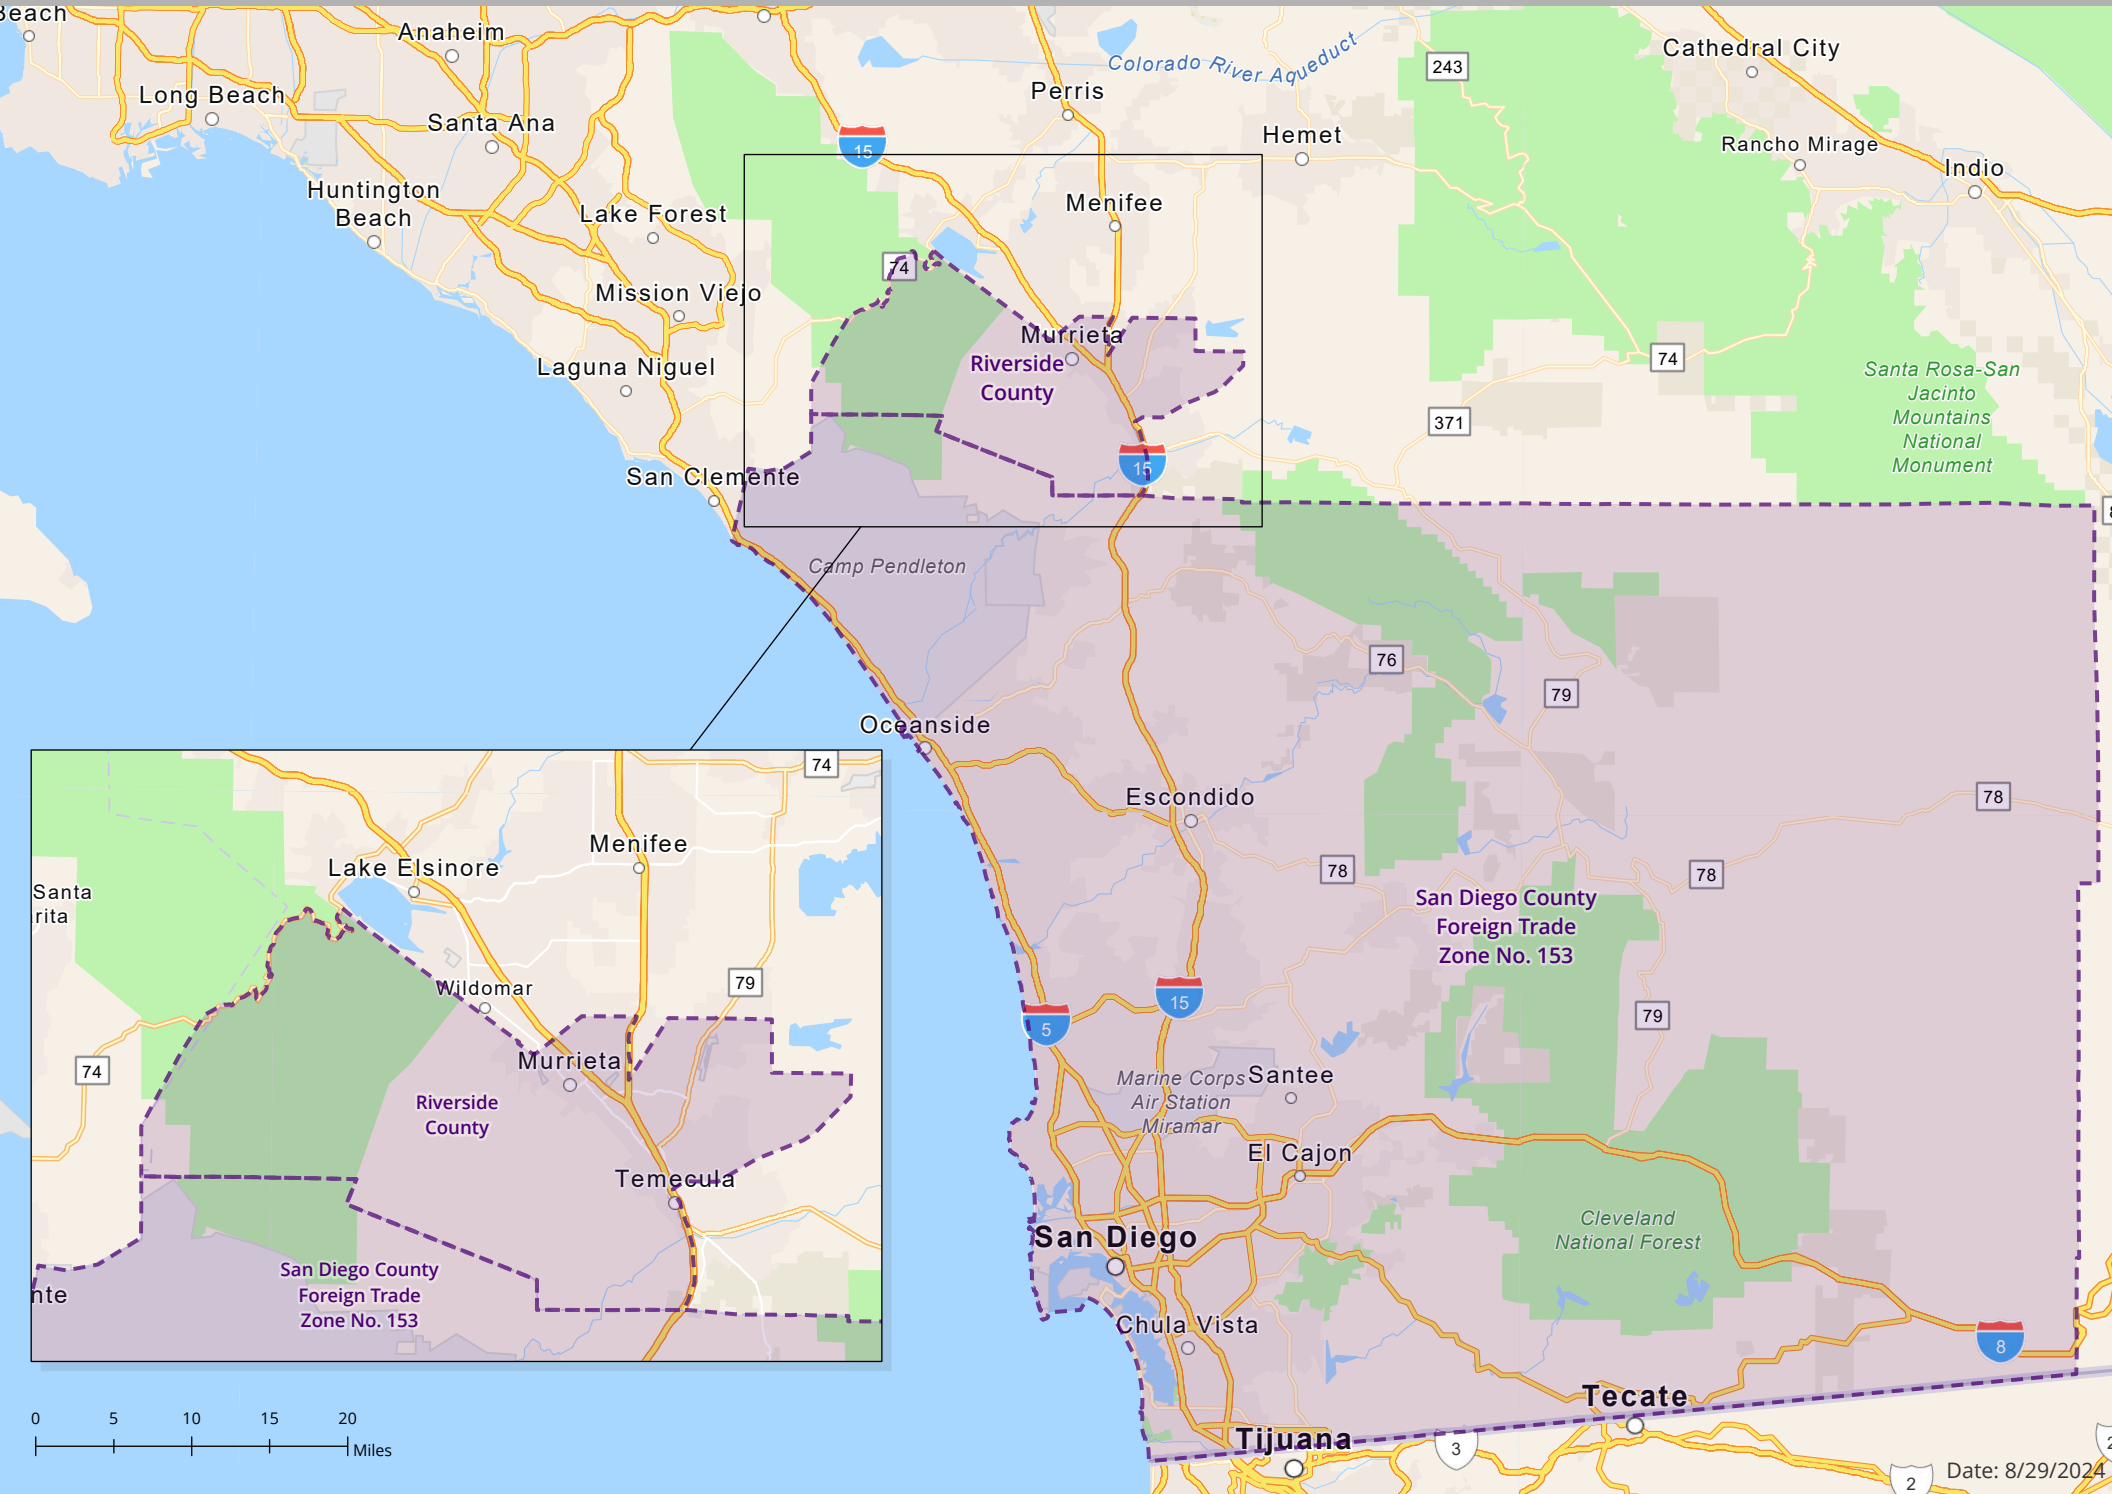 Beach
Anaheim
Long Beach
Santa Ana
Huntington
Beach
Lake Forest
Mission Viejo
Laguna Niguel
San Clemente
15
Colorado River Aqueduct
Perris
Hemet
243
Cathedral City
Rancho Mirage
Indio
Menifee
74
Murrieta
Riverside
County
15
74
371
Santa Rosa-San
Jacinto
Mountains
National
Monument
Camp Pendleton
76
79
Oceanside
Escondido
78
78
78
San Diego County
Foreign Trade
Zone No. 153
79
5
15
Marine Corps
Air Station
Miramar
Santee
El Cajon
San Diego
Cleveland
National Forest
Chula Vista
8
Tecate
Tijuana
3
2
74
Lake Elsinore
Menifee
Santa
rita
Wildomar
79
Murrieta
74
Riverside
County
Temecula
San Diego County
Foreign Trade
Zone No. 153
nte
0 5 10 15 20
Miles
Date: 8/29/2024